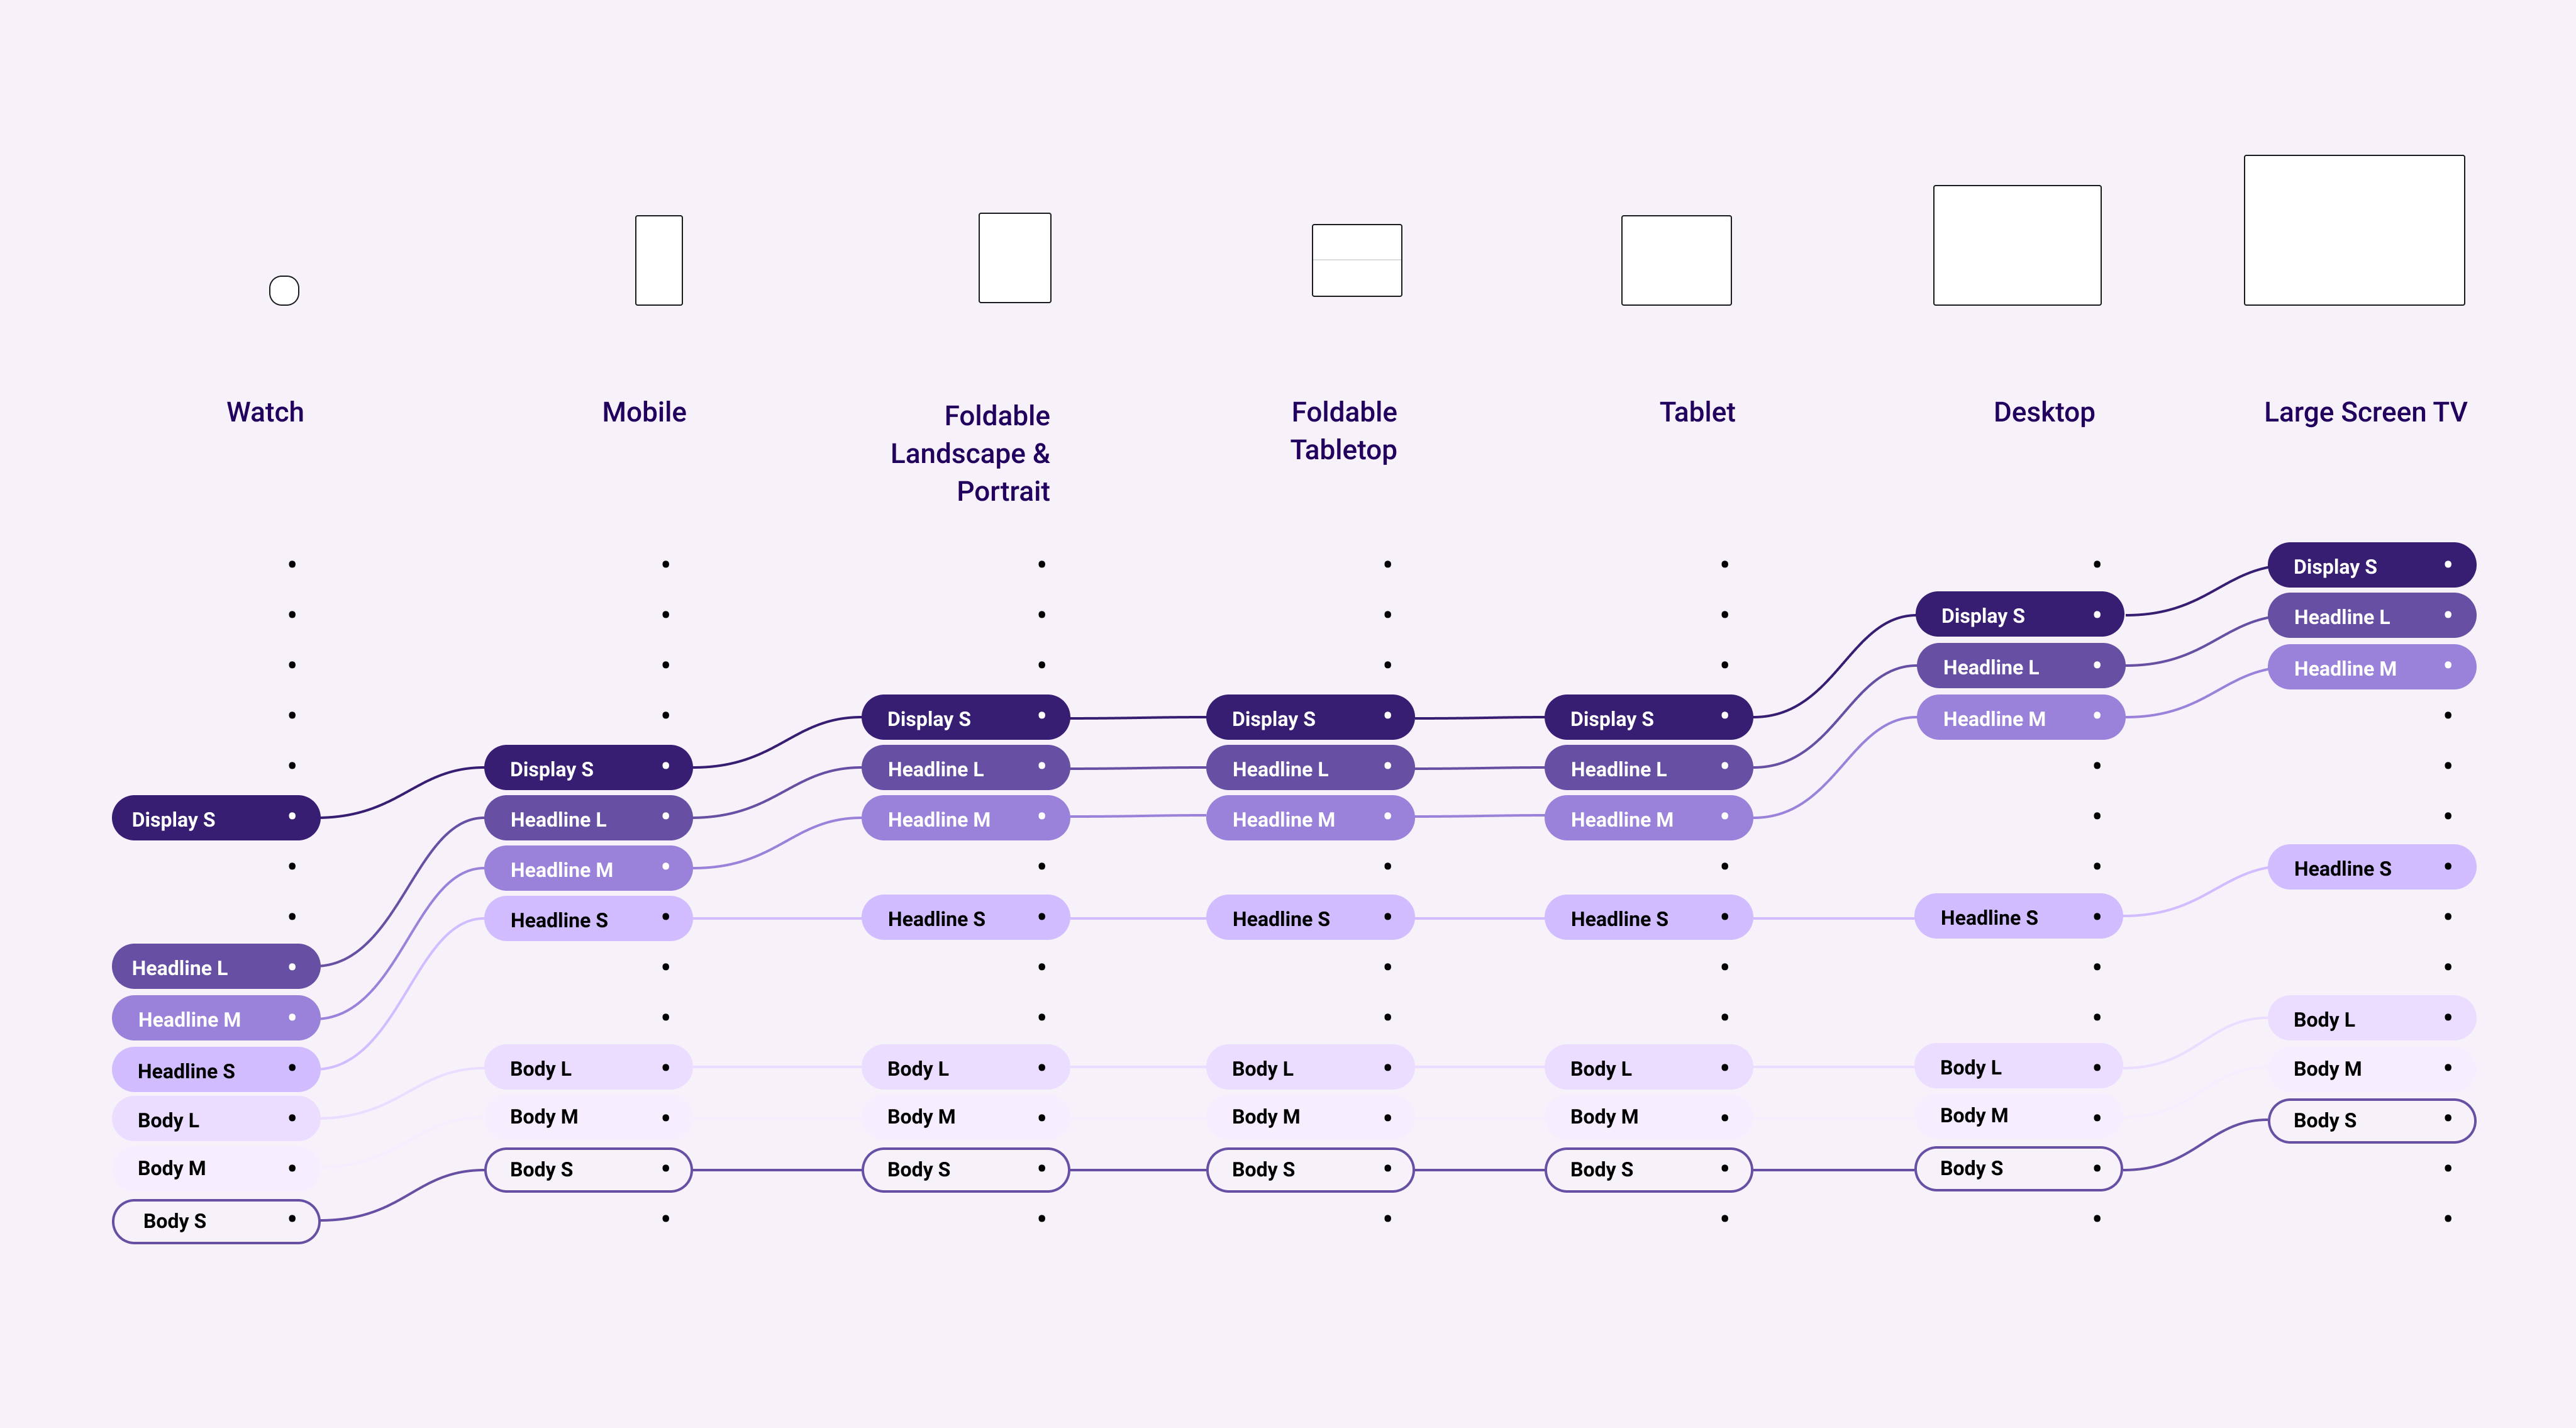 Watch
Mobile
Foldable
Landscape &
Portrait
Foldable
Tabletop
Tablet
Desktop
Large Screen TV
Display S
Headline L
Headline M
Headline S
Body L
Body M
Body S
Display S
Headline L
Headline M
Headline S
Body L
Body M
Body S
Display S
Headline L
Headline M
Headline S
Body L
Body M
Body S
Display S
Headline L
Headline M
Headline S
Body L
Body M
Body S
Display S
Headline L
Headline M
Headline S
Body L
Body M
Body S
Display S
Headline L
Headline M
Headline S
Body L
Body M
Body S
Display S
Headline L
Headline M
Headline S
Body L
Body M
Body S